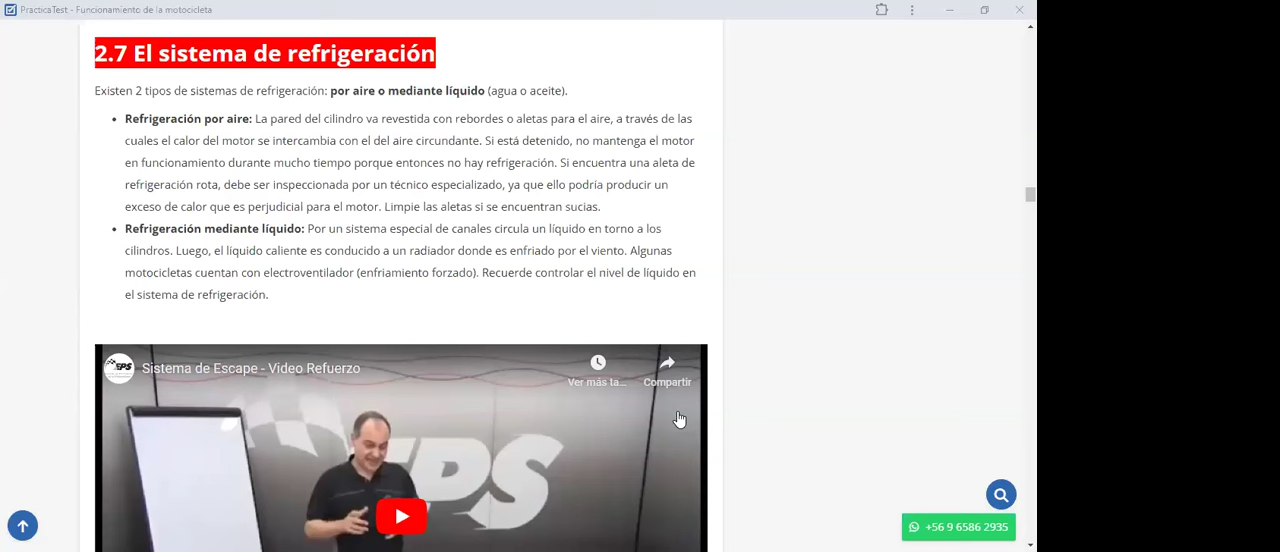 PracticaTest - Funcionamiento de la motocicleta
2.7 El sistema de refrigeración
Existen 2 tipos de sistemas de refrigeración: por aire o mediante líquido (agua o aceite).
• Refrigeración por aire: La pared del cilindro va revestida con rebordes o aletas para el aire, a través de las
cuales el calor del motor se intercambia con el del aire circundante. Si está detenido, no mantenga el motor
en funcionamiento durante mucho tiempo porque entonces no hay refrigeración. Si encuentra una aleta de
refrigeración rota, debe ser inspeccionada por un técnico especializado, ya que ello podría producir un
exceso de calor que es perjudicial para el motor. Limpie las aletas si se encuentran sucias.
• Refrigeración mediante líquido: Por un sistema especial de canales circula un líquido en torno a los
cilindros. Luego, el líquido caliente es conducido a un radiador donde es enfriado por el viento. Algunas
motocicletas cuentan con electroventilador (enfriamiento forzado). Recuerde controlar el nivel de líquido en
el sistema de refrigeración.
EPS
Sistema de Escape - Video Refuerzo
Ver más ta...
Compartir
EPS
+56 9 6586 2935